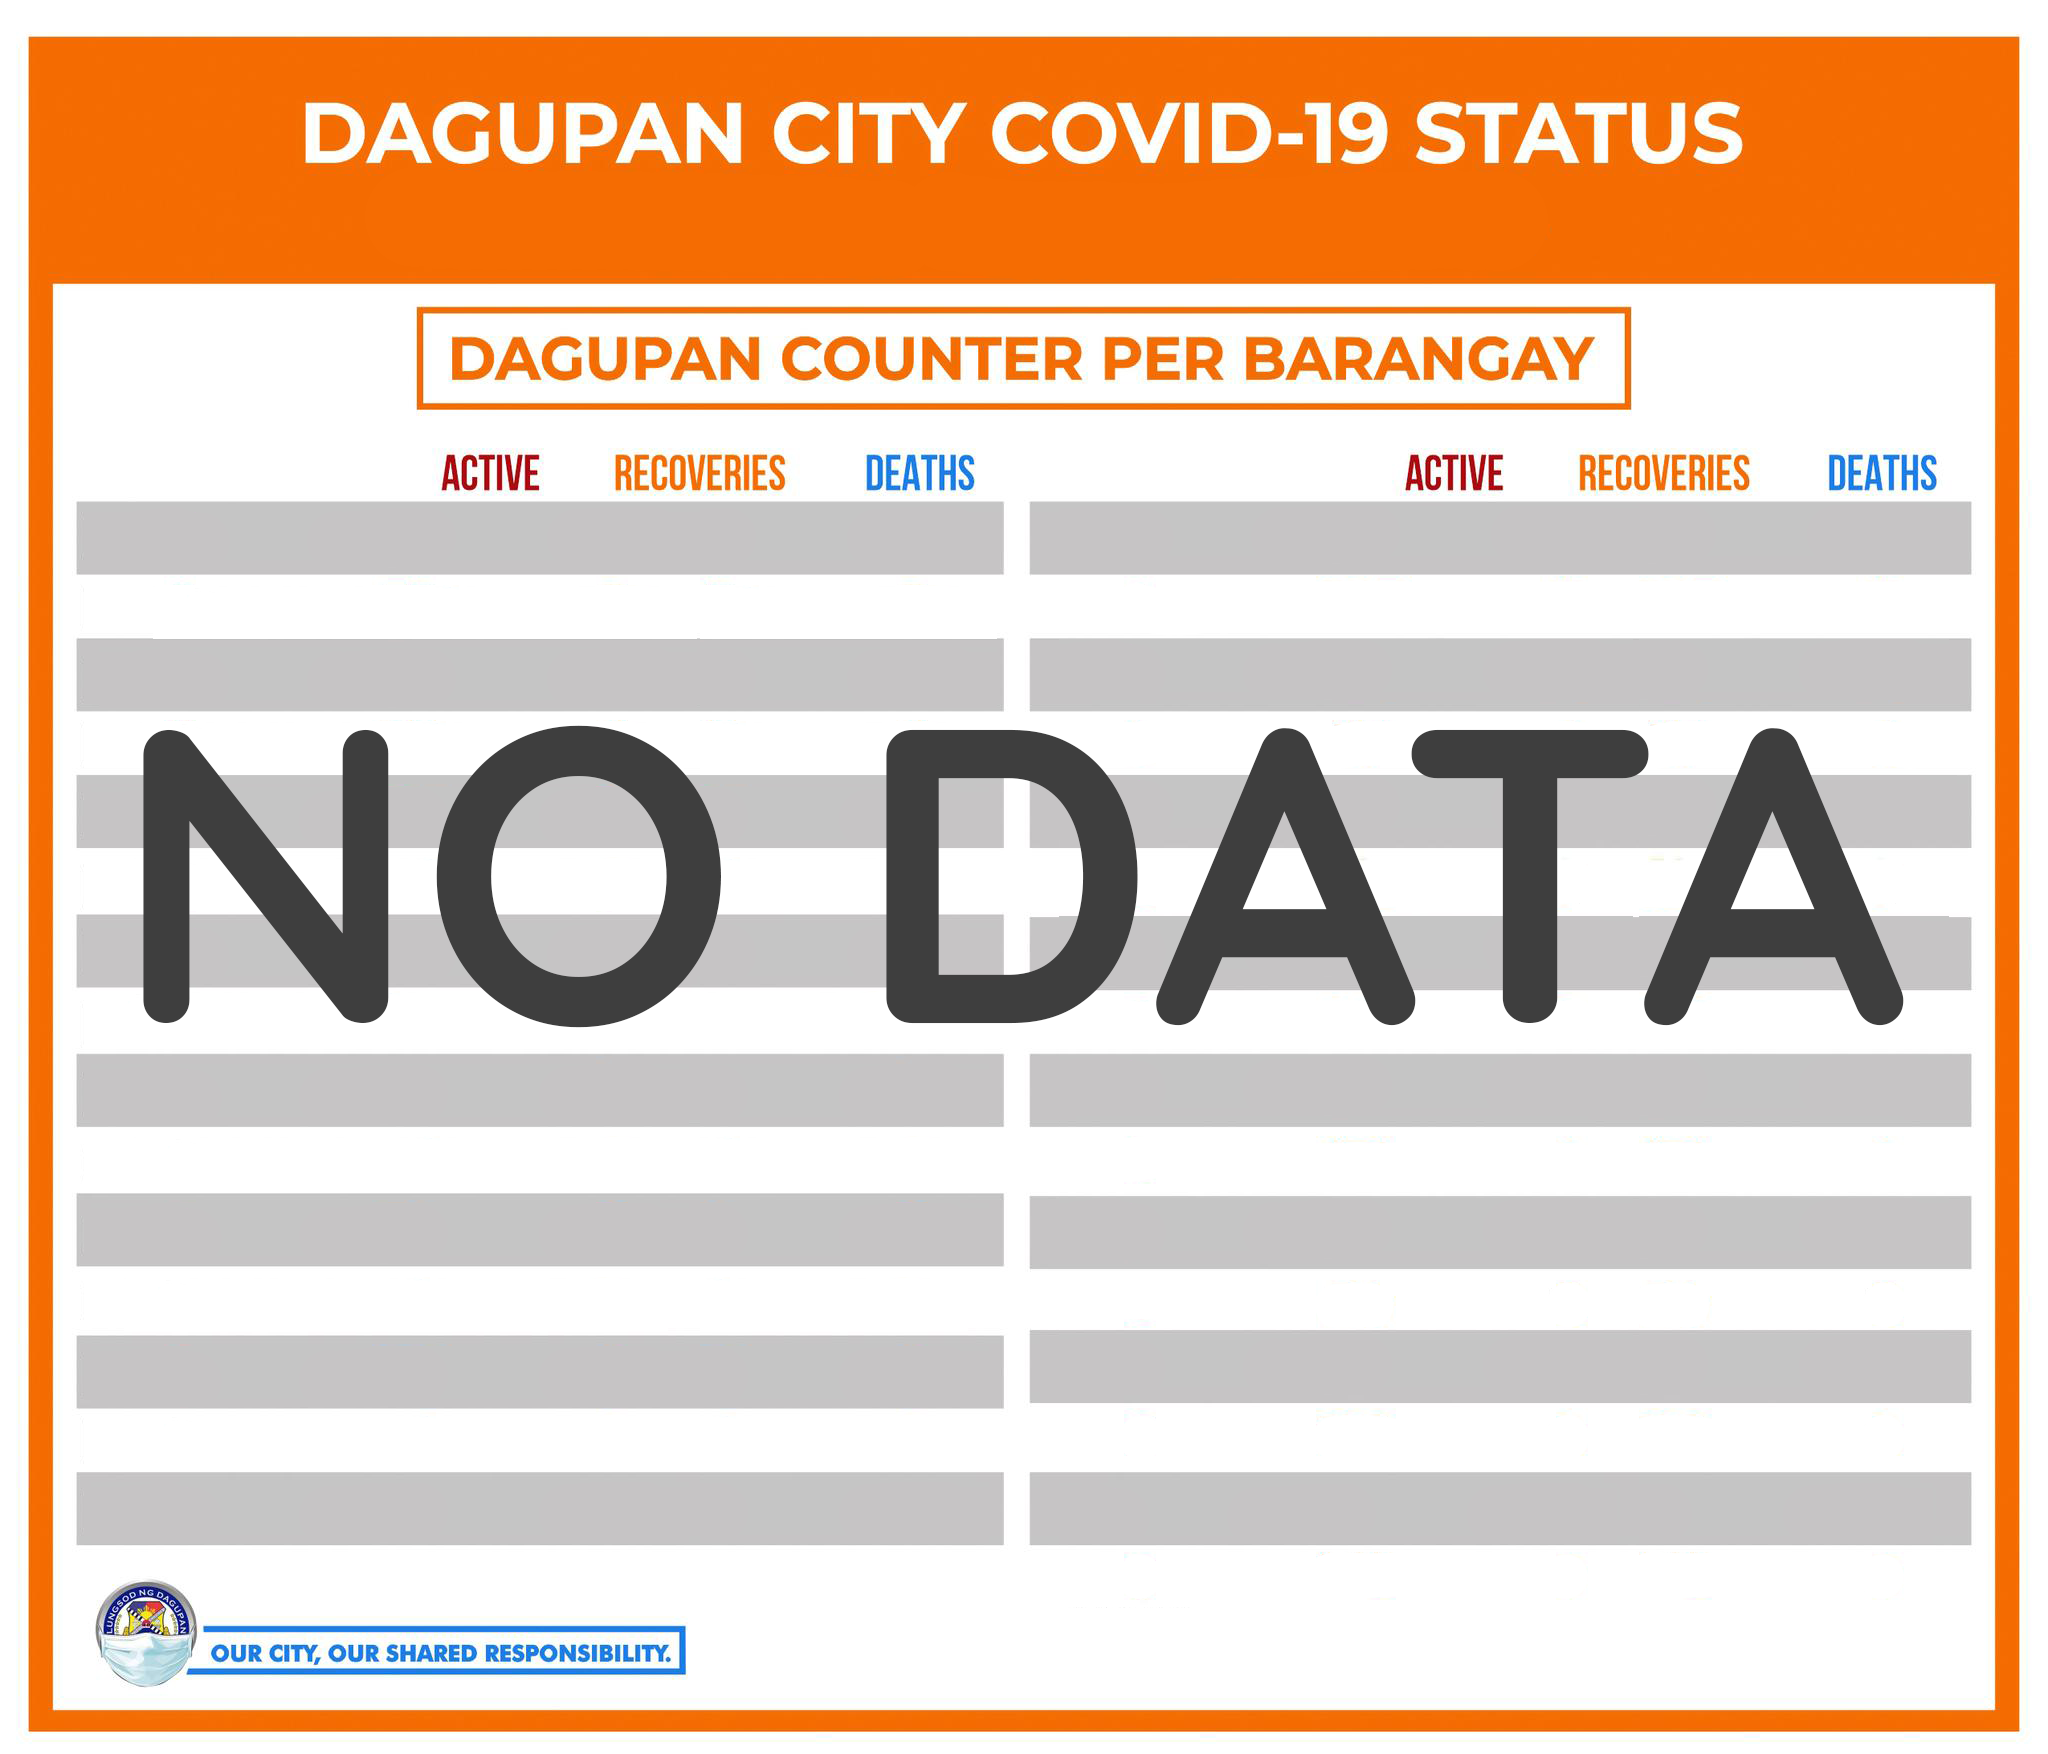 DAGUPAN CITY COVID-19 STATUS
DAGUPAN COUNTER PER BARANGAY
ACTIVE RECOVERIES DEATHS ACTIVE RECOVERIES DEATHS
NO DATA
LUNGSOD NG DAGUPAN
OUR CITY, OUR SHARED RESPONSIBILITY.